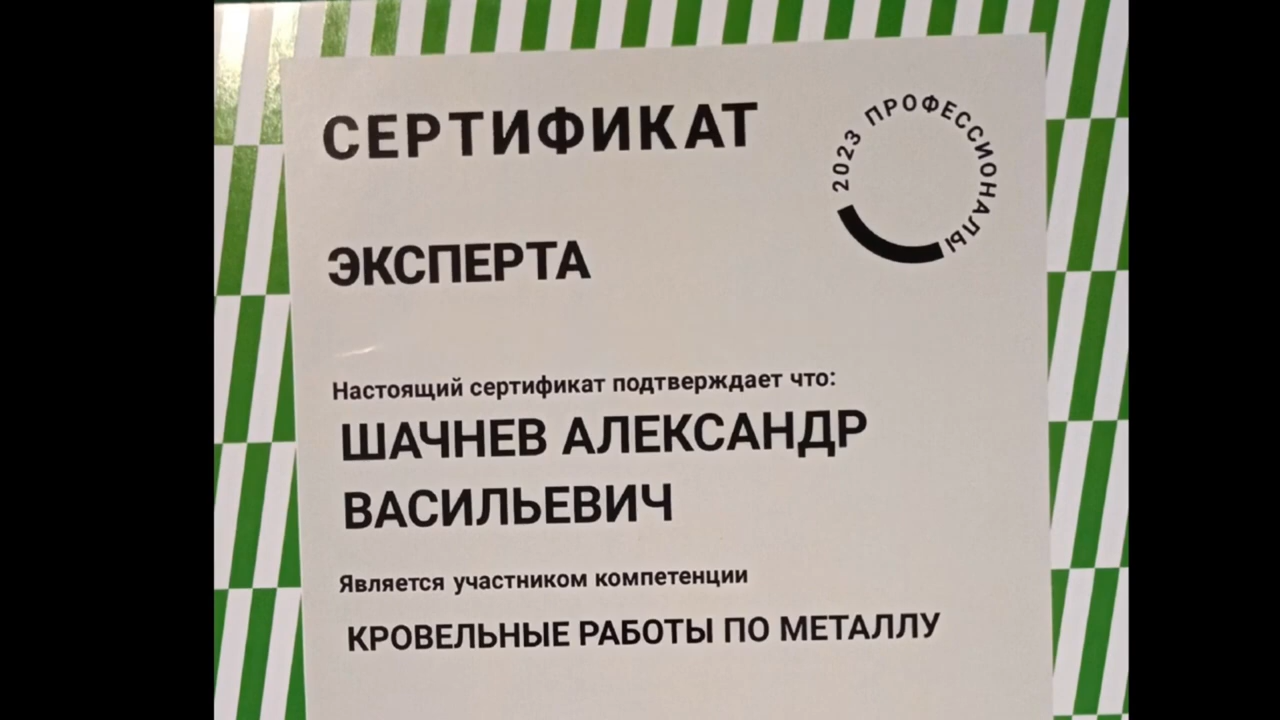 СЕРТИФИКАТ
2023 ПРОФЕССИОНАЛЫ
ЭКСПЕРТА
Настоящий сертификат подтверждает что:
ШАЧНЕВ АЛЕКСАНДР
ВАСИЛЬЕВИЧ
Является участником компетенции
КРОВЕЛЬНЫЕ РАБОТЫ ПО МЕТАЛЛУ